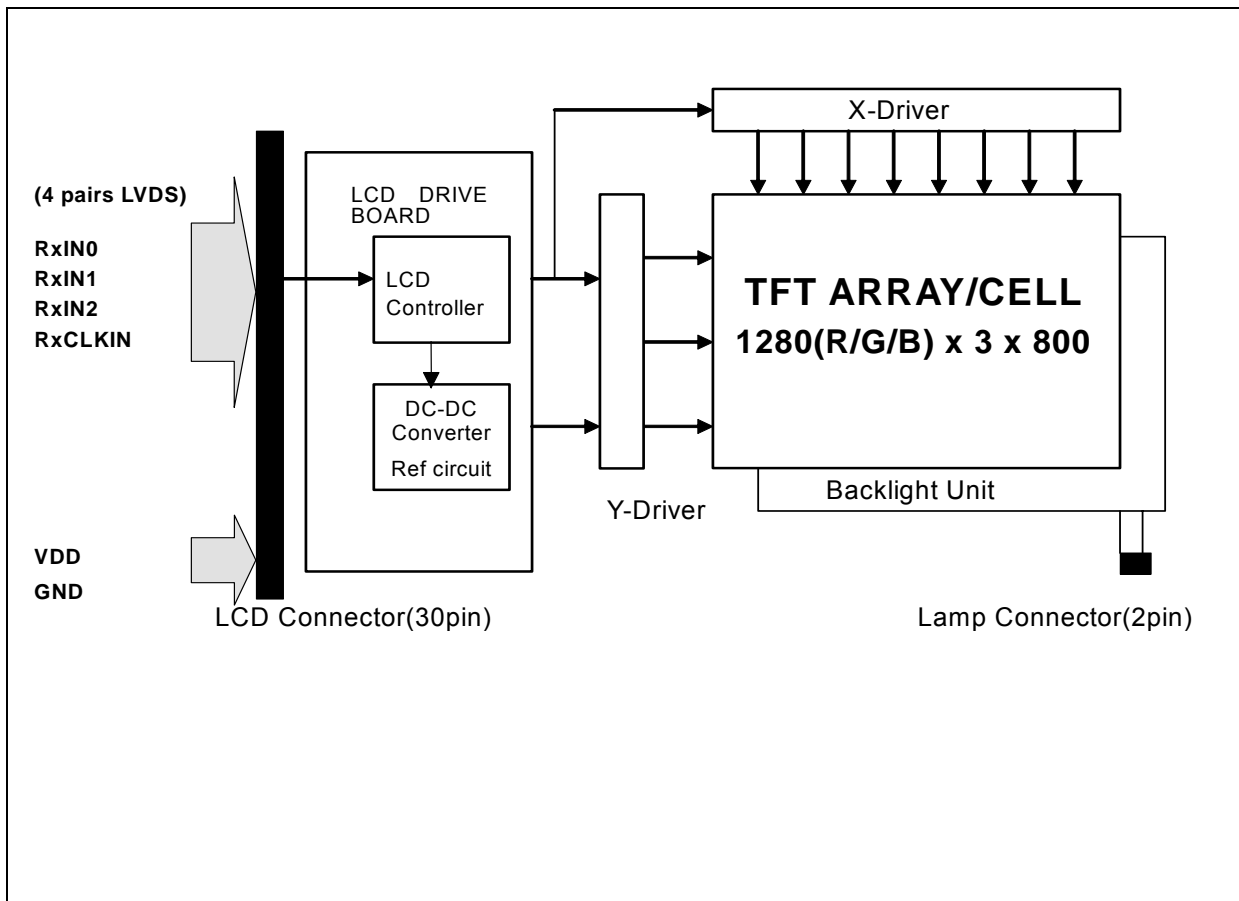 X-Driver
(4 pairs LVDS)
RxIN0
RxIN1
RxIN2
RxCLKIN
LCD DRIVE
BOARD
LCD
Controller
DC-DC
Converter
Ref circuit
TFT ARRAY/CELL
1280(R/G/B) x 3 x 800
Backlight Unit
Y-Driver
VDD
GND
LCD Connector(30pin)
Lamp Connector(2pin)